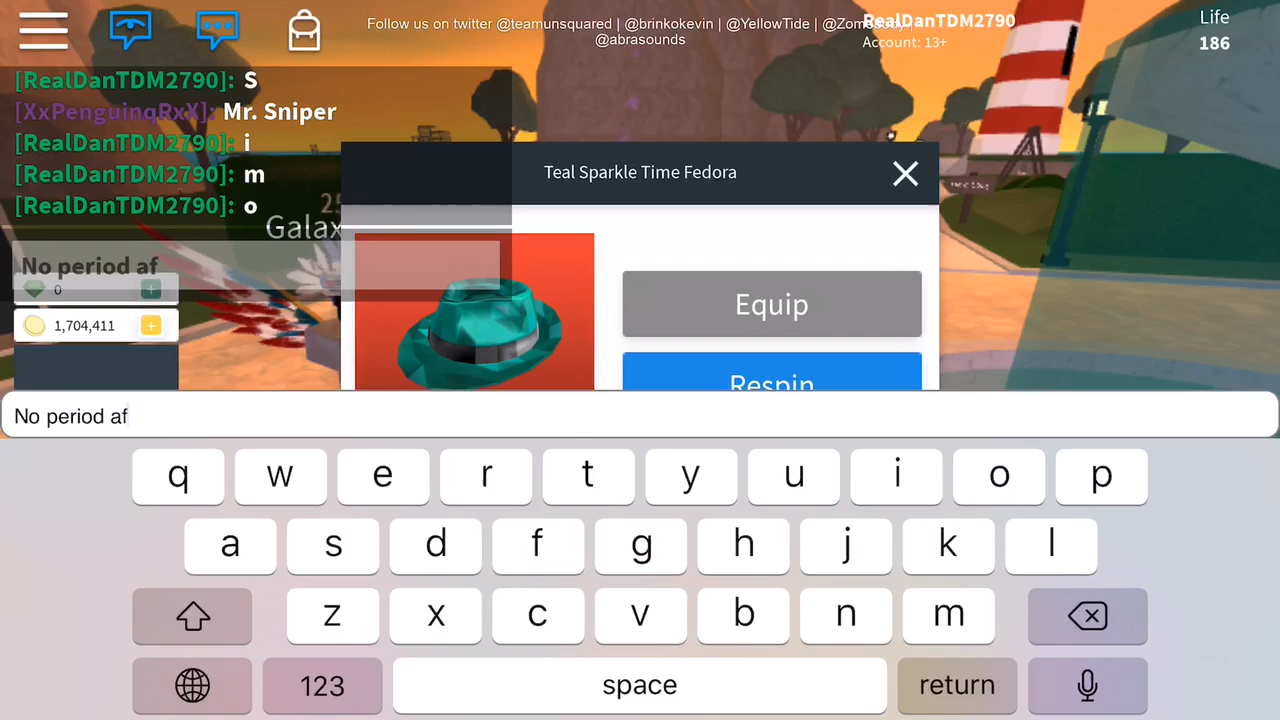 Follow us on twitter @teamunsquared | @brinkokevin | @YellowTide | @Zom
@abrasounds
RealDanTDM2790
Account: 13+
Life
186
[RealDanTDM2790]: S
[XxPenguinqRxX]: Mr. Sniper
[RealDanTDM2790]: i
[RealDanTDM2790]: m
[RealDanTDM2790]: o
Galax
No period af
0
1,704,411
Teal Sparkle Time Fedora
Equip
Respin
No period af
q w e r t y u i o p
a s d f g h j k l
z x c v b n m
123 space return